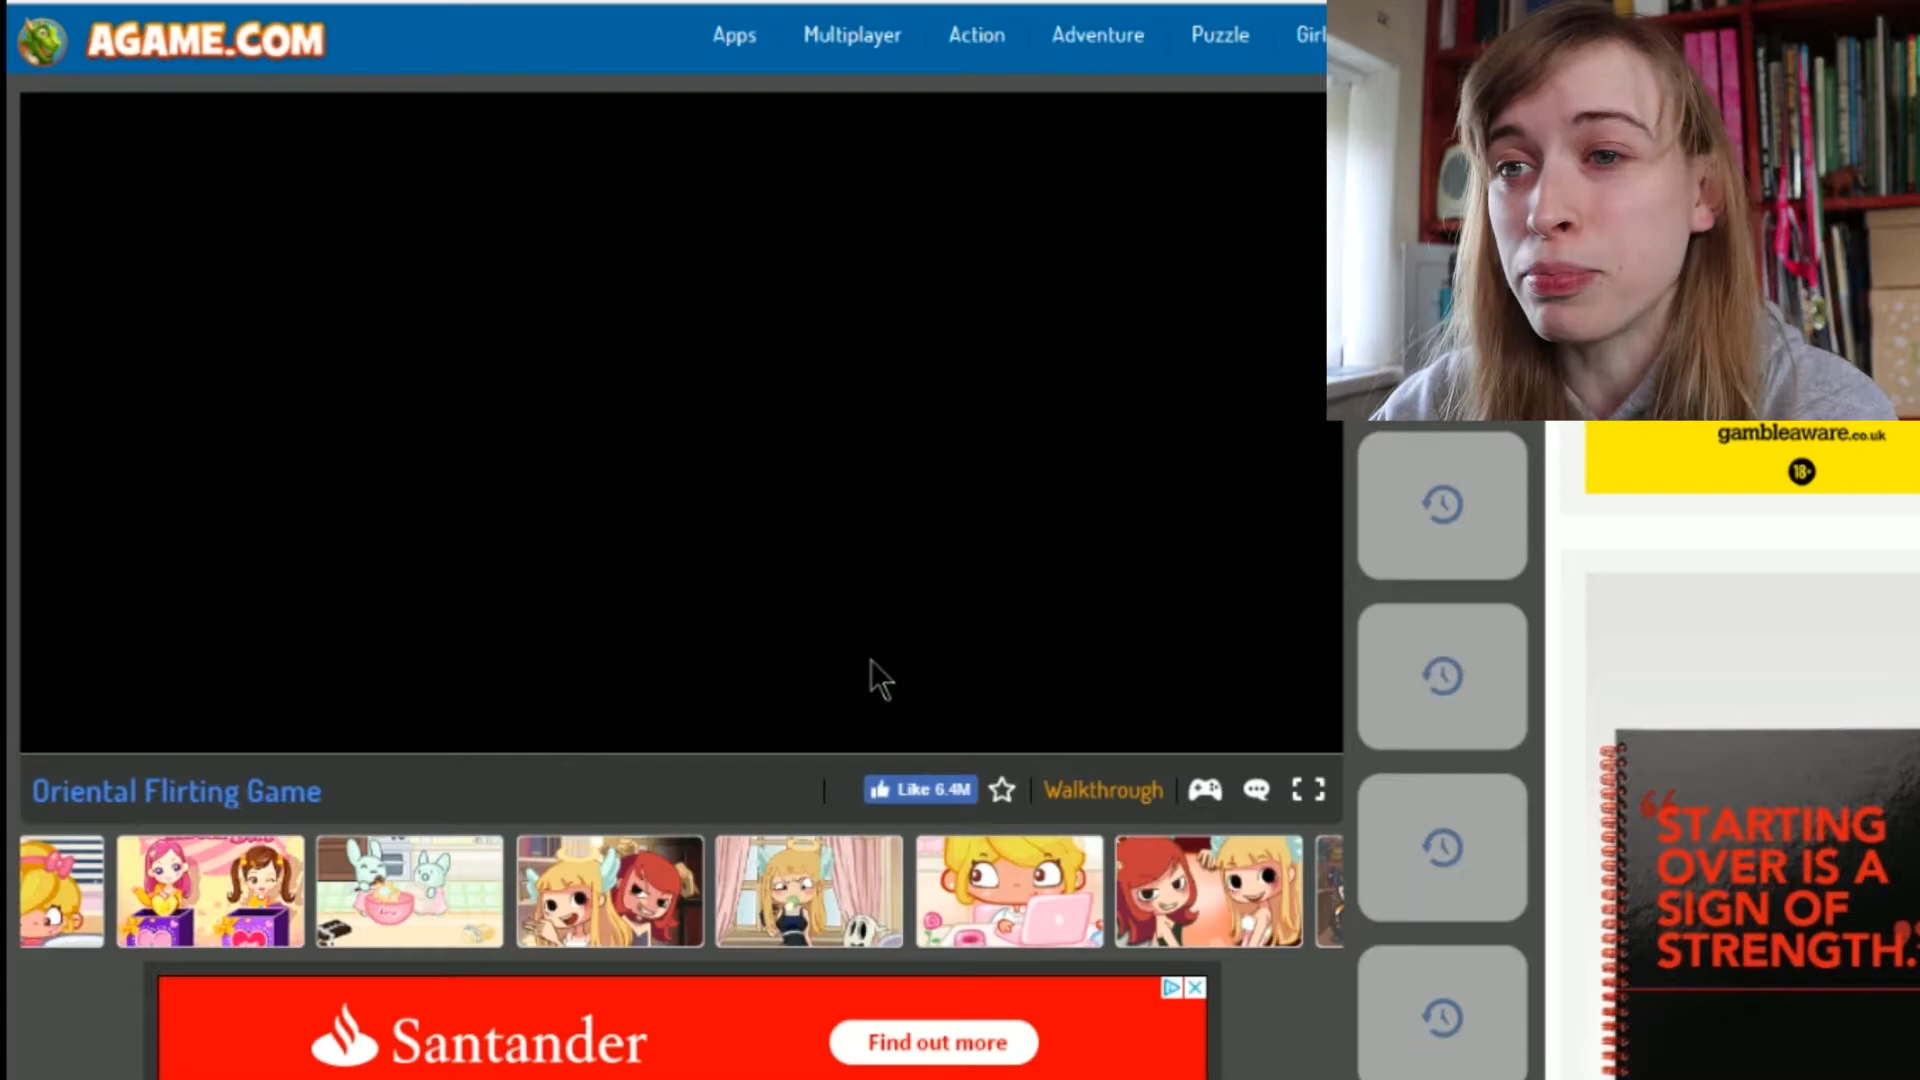 AGAME.COM
Apps
Multiplayer
Action
Adventure
Puzzle
Girl
gambleaware.co.uk
18+
Oriental Flirting Game
Like 6.4M
Walkthrough
"STARTING
OVER IS A
SIGN OF
STRENGTH."
Santander
Find out more